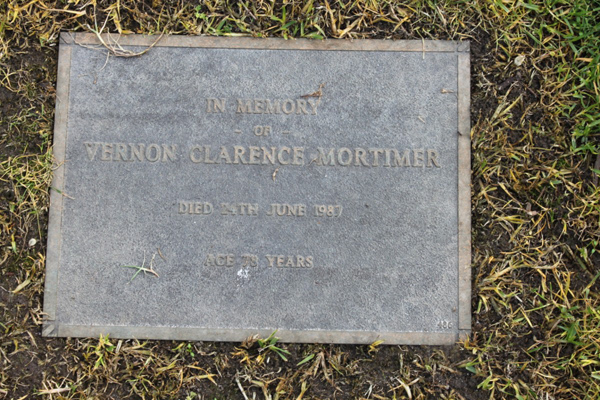 IN MEMORY
- OF -
VERNON CLARENCE MORTIMER
DIED 24TH JUNE 1987
AGE 78 YEARS